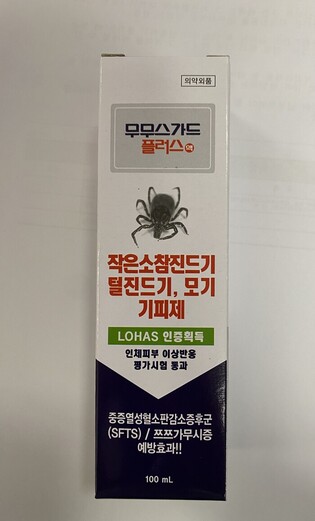 의약외품
무무스가드
플러스액
작은소참진드기
털진드기, 모기
기피제
LOHAS 인증획득
인체피부 이상반응
평가시험 통과
중증열성혈소판감소증후군
(SFTS) / 쯔쯔가무시증
예방효과!!
100 mL